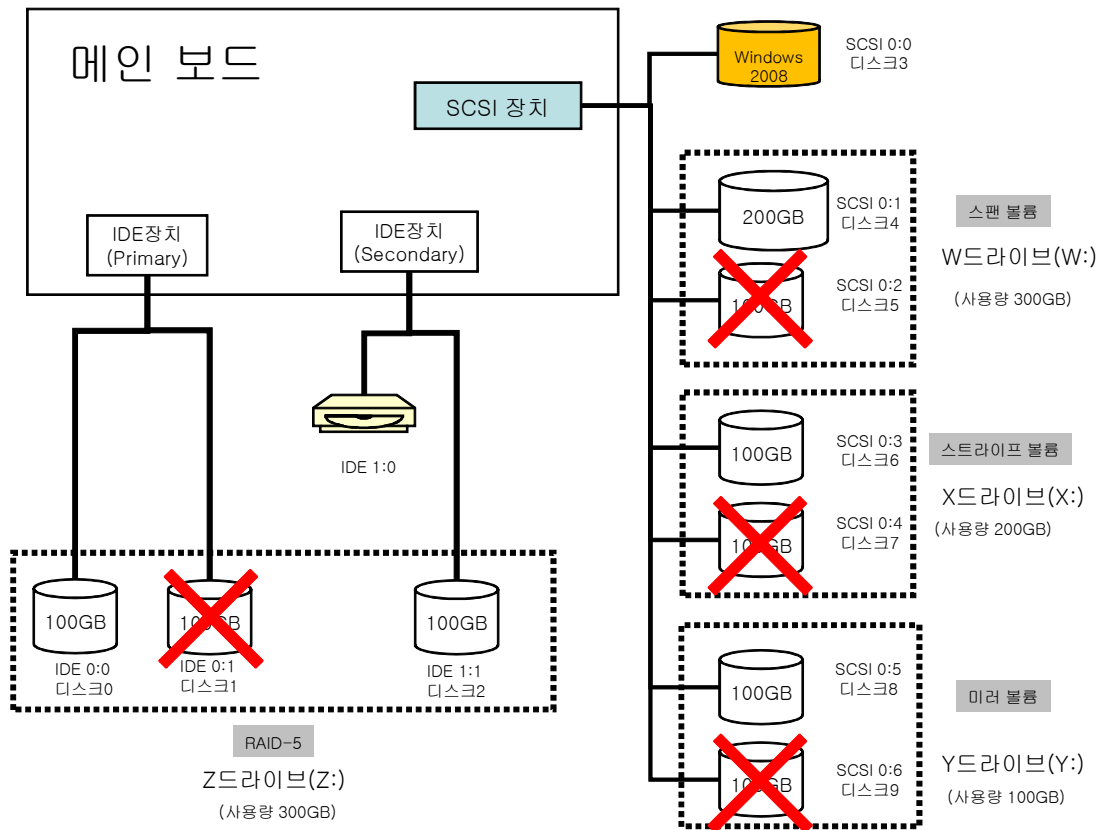 메인 보드
SCSI 장치
IDE장치
(Primary)
IDE장치
(Secondary)
Windows
2008
SCSI 0:0
디스크3
200GB
SCSI 0:1
디스크4
100GB
SCSI 0:2
디스크5
스팬 볼륨
W드라이브(W:)
(사용량 300GB)
100GB
SCSI 0:3
디스크6
100GB
SCSI 0:4
디스크7
스트라이프 볼륨
X드라이브(X:)
(사용량 200GB)
100GB
SCSI 0:5
디스크8
100GB
SCSI 0:6
디스크9
미러 볼륨
Y드라이브(Y:)
(사용량 100GB)
IDE 1:0
100GB
IDE 0:0
디스크0
100GB
IDE 0:1
디스크1
100GB
IDE 1:1
디스크2
RAID-5
Z드라이브(Z:)
(사용량 300GB)